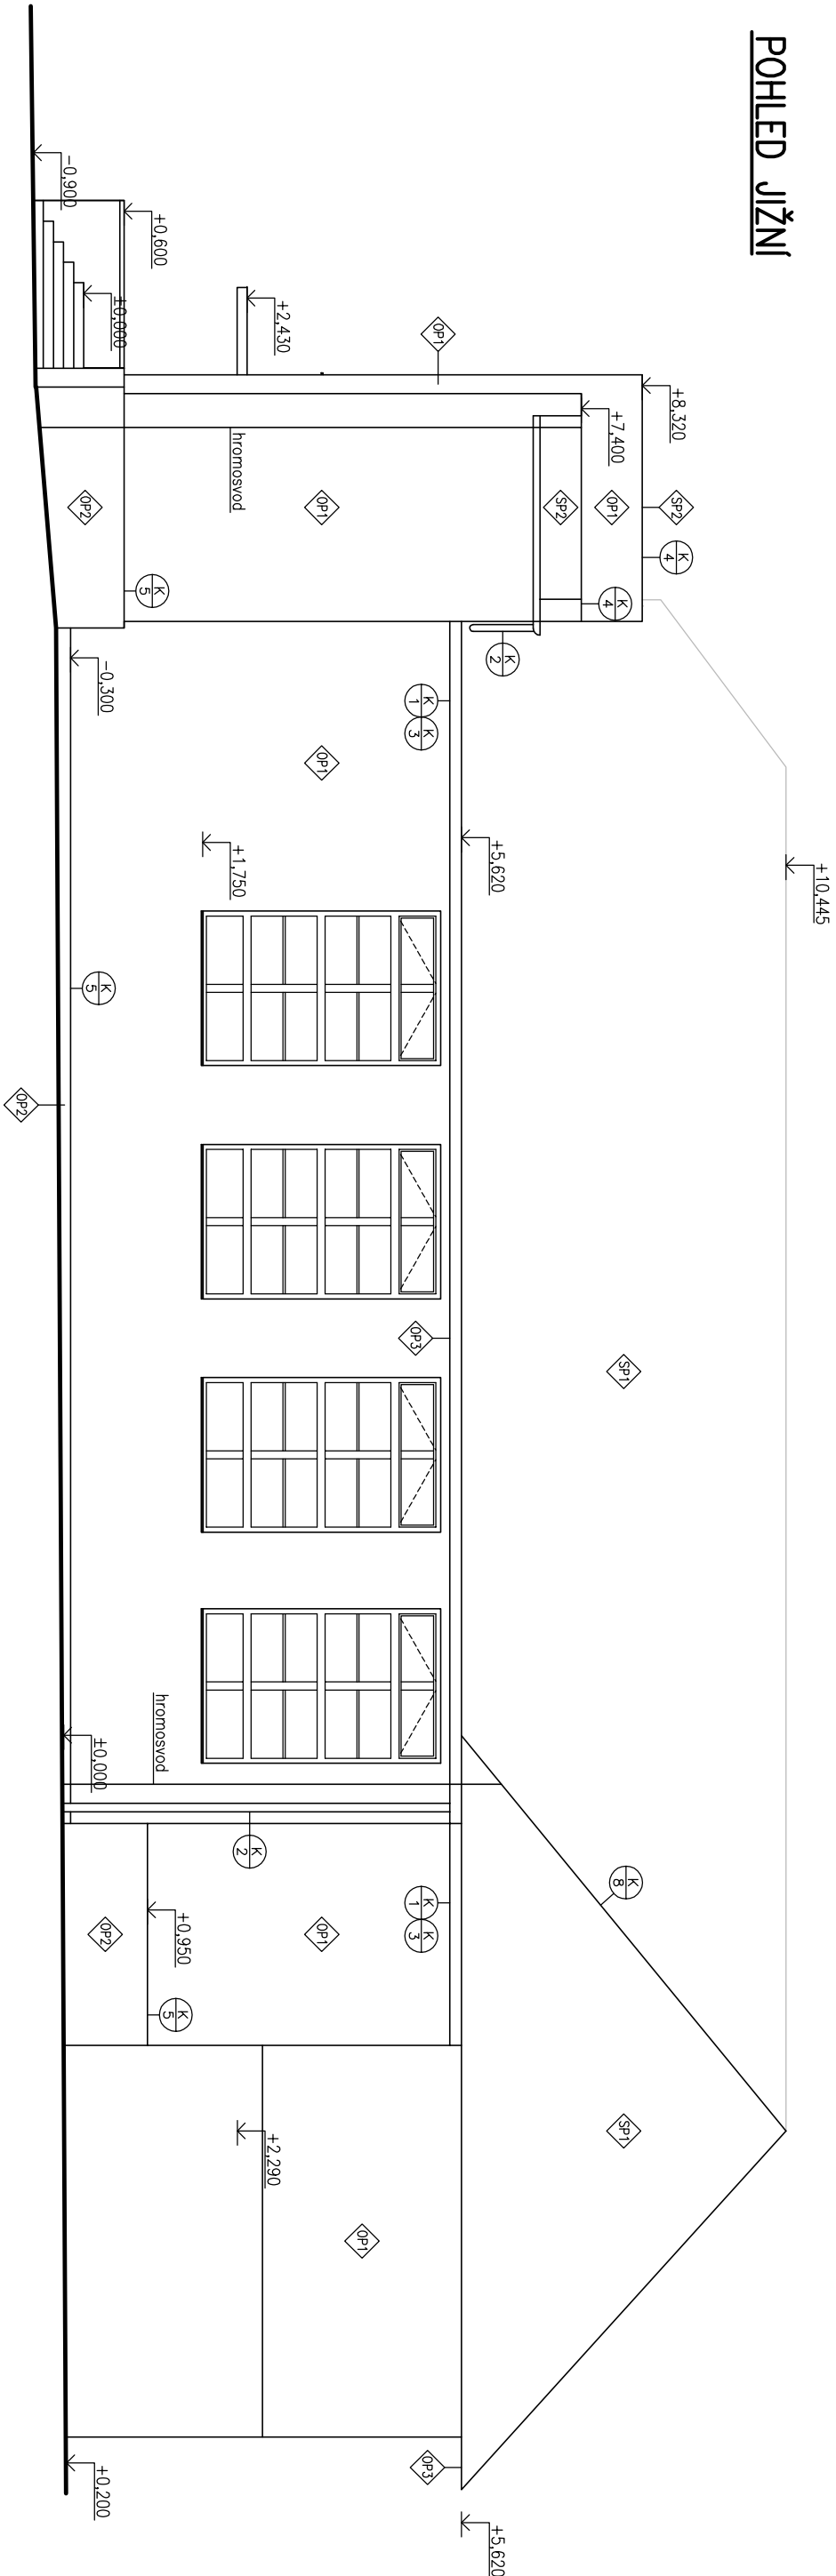 POHLED JIŽNÍ
+10,445
+8,320
SP2
K
4
+7,400
OP1
K
4
SP2
K
2
OP1
+2,430
+0,600
-0,900
±0,000
hromosvod
OP1
OP2
K
5
-0,300
K
1
K
3
OP1
+5,620
+1,750
K
5
OP2
OP3
SP1
hromosvod
±0,000
K
2
K
8
K
1
K
3
OP1
+0,950
OP2
K
5
SP1
+2,290
OP1
OP3
+0,200
+5,620